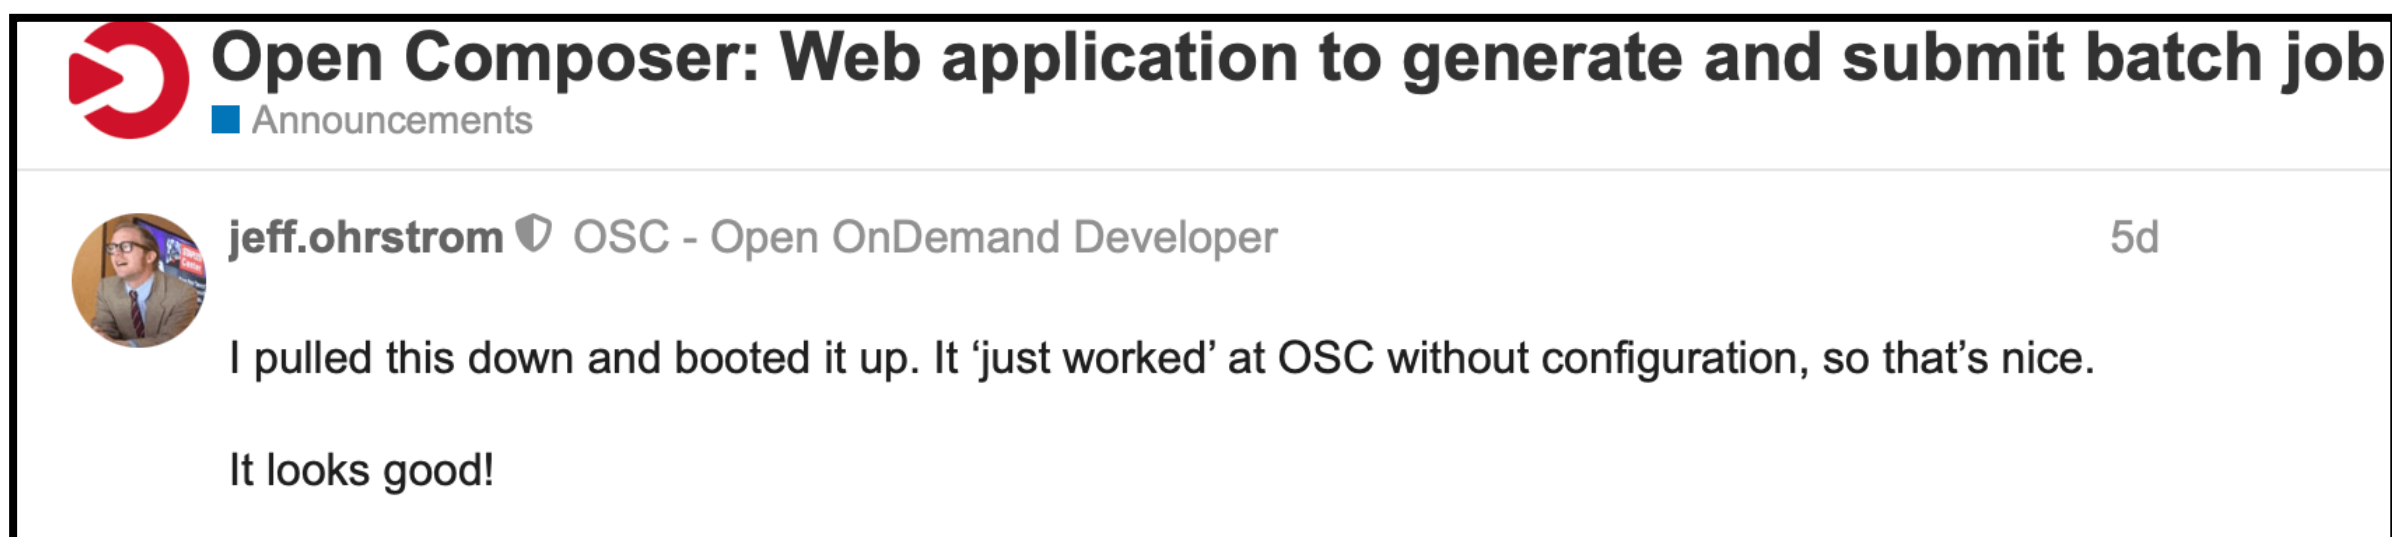 Open Composer: Web application to generate and submit batch job
Announcements
jeff.ohrstrom OSC - Open OnDemand Developer 5d
I pulled this down and booted it up. It ‘just worked’ at OSC without configuration, so that’s nice.
It looks good!